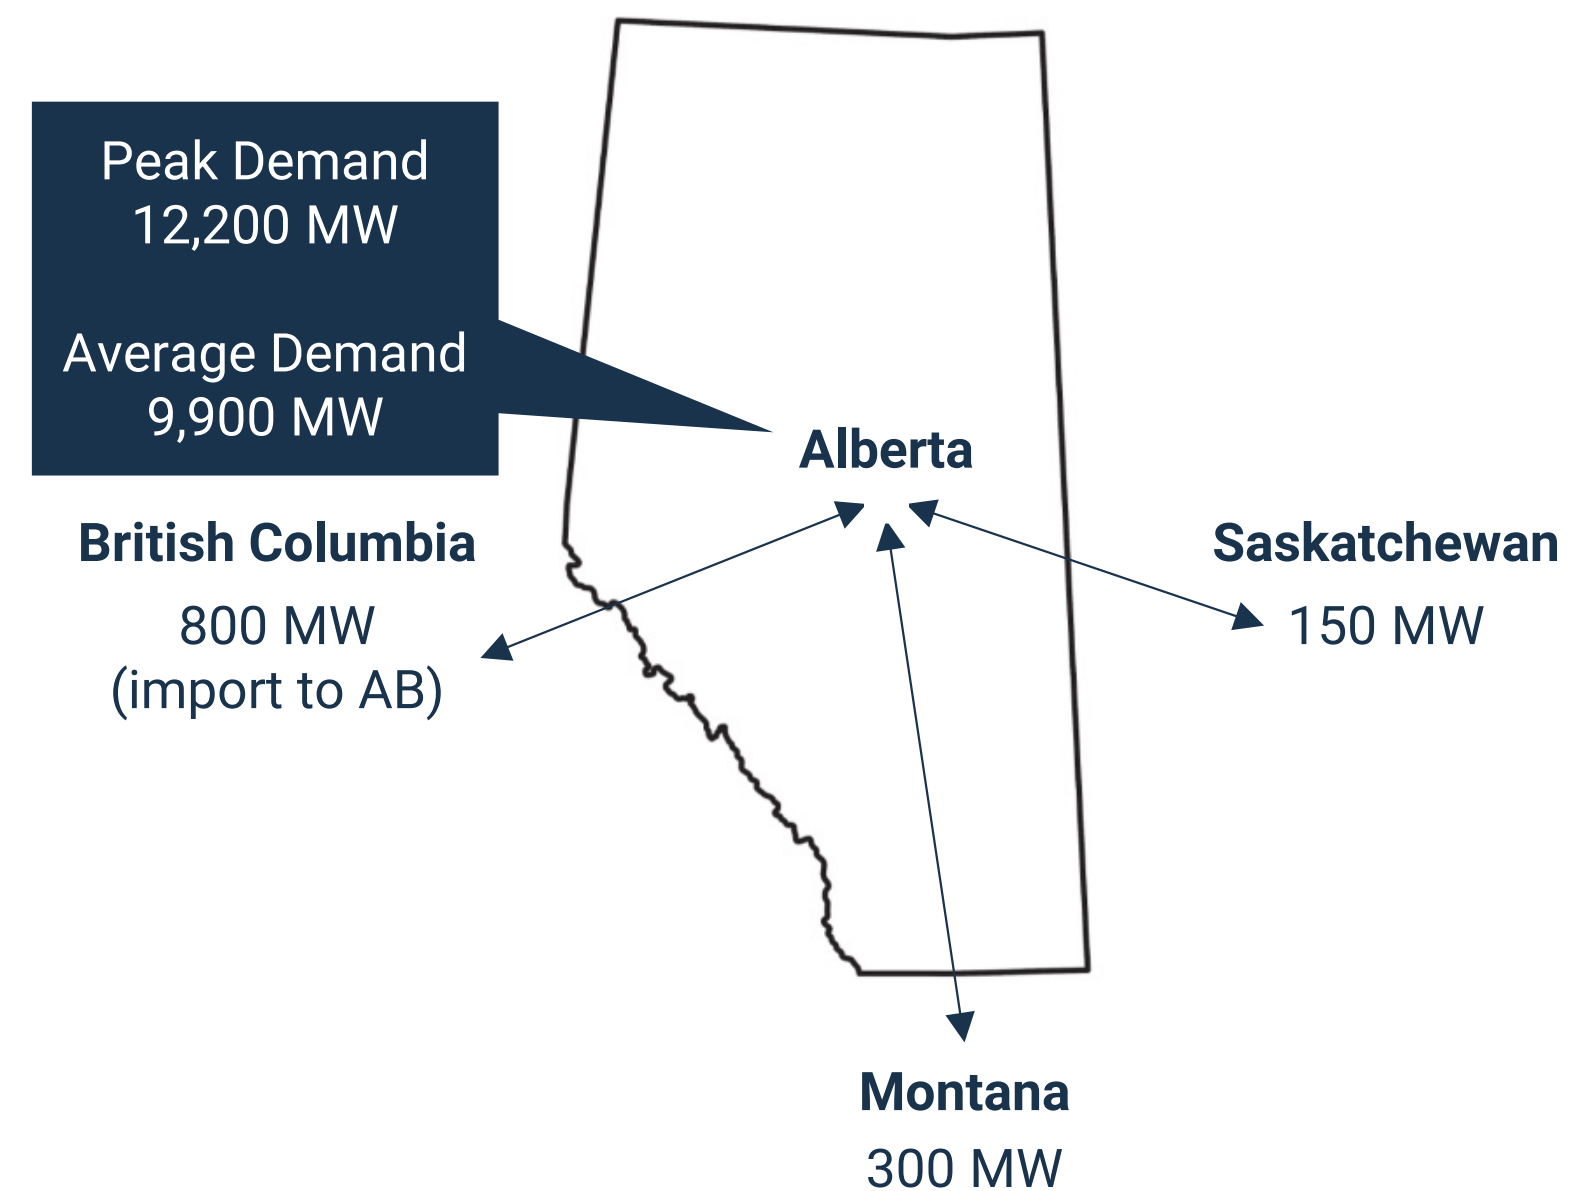 Peak Demand
12,200 MW
Average Demand
9,900 MW
Alberta
British Columbia
800 MW
(import to AB)
Saskatchewan
150 MW
Montana
300 MW